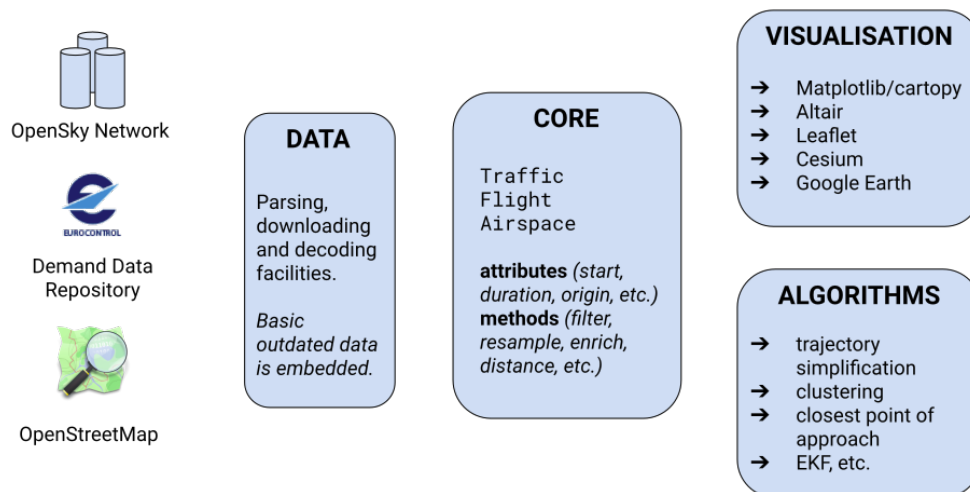 OpenSky Network
EUROCONTROL
Demand Data
Repository
OpenStreetMap
DATA
Parsing,
downloading
and decoding
facilities.
Basic
outdated data
is embedded.
CORE
Traffic
Flight
Airspace
attributes (start,
duration, origin, etc.)
methods (filter,
resample, enrich,
distance, etc.)
VISUALISATION
➔ Matplotlib/cartopy
➔ Altair
➔ Leaflet
➔ Cesium
➔ Google Earth
ALGORITHMS
➔ trajectory
simplification
➔ clustering
➔ closest point of
approach
➔ EKF, etc.